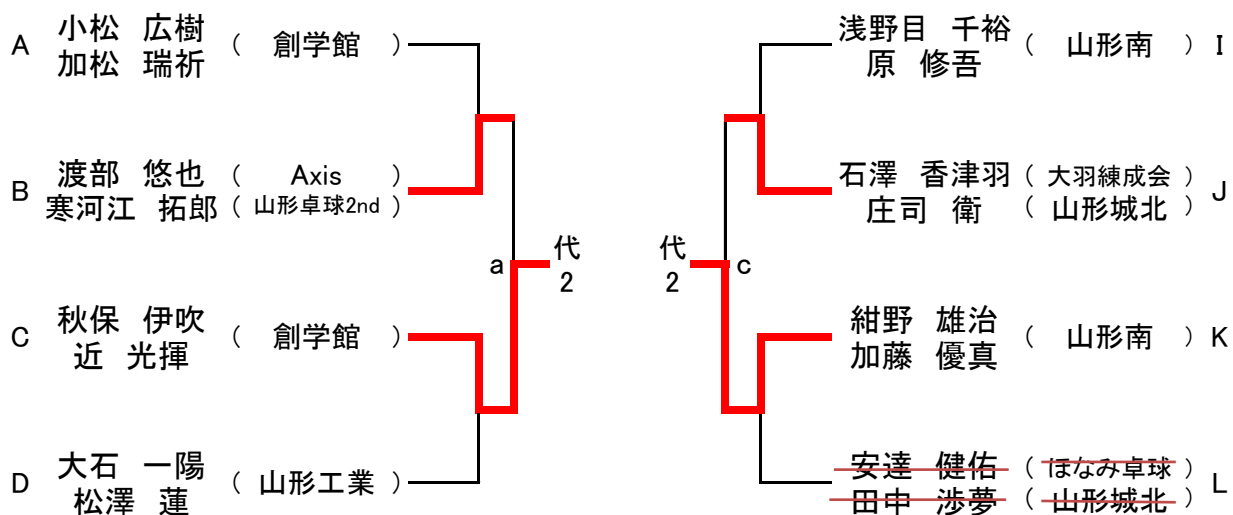 A 小松 広樹 ( 創学館 )
加松 瑞祈
B 渡部 悠也 ( Axis )
寒河江 拓郎 ( 山形卓球2nd )
a 代
2
C 秋保 伊吹 ( 創学館 )
近 光揮
D 大石 一陽 ( 山形工業 )
松澤 蓮
浅野目 千裕 ( 山形南 ) I
原 修吾
石澤 香津羽 ( 大羽練成会 ) J
庄司 衛 ( 山形城北 )
代 c
2
紺野 雄治 ( 山形南 ) K
加藤 優真
安達 健佑 ( ほなみ卓球 ) L
田中 渉夢 ( 山形城北 )